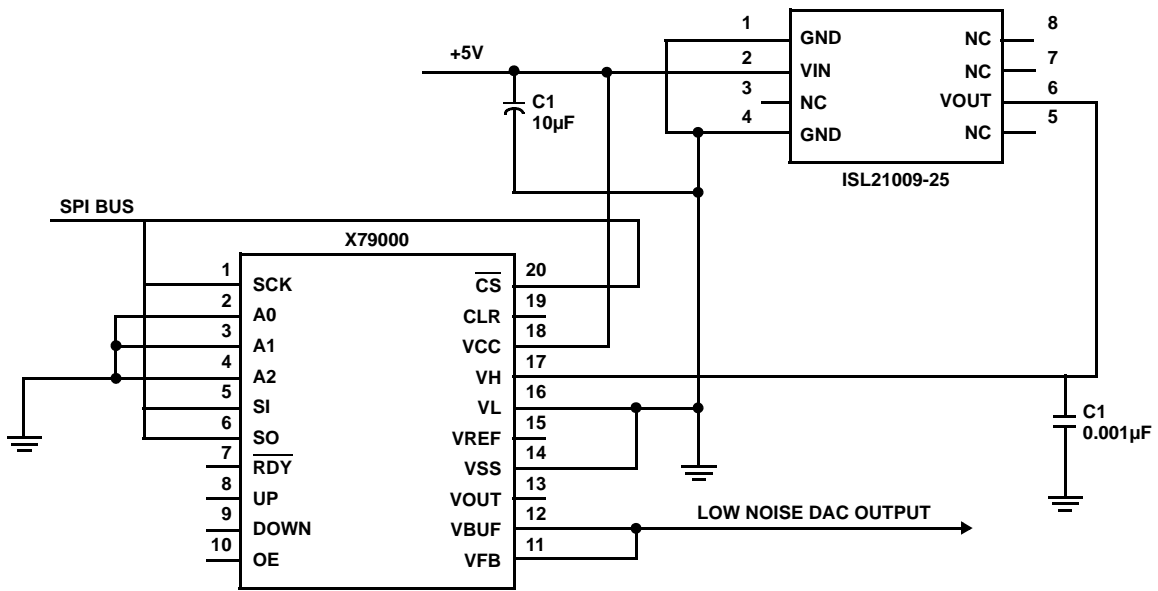 +5V
C1
10µF
1
GND
2
VIN
3
NC
4
GND
NC
8
NC
7
VOUT
6
NC
5
ISL21009-25
SPI BUS
X79000
1
SCK
2
A0
3
A1
4
A2
5
SI
6
SO
7
RDY
8
UP
9
DOWN
10
OE
20
CS
19
CLR
18
VCC
17
VH
16
VL
15
VREF
14
VSS
13
VOUT
12
VBUF
11
VFB
C1
0.001µF
LOW NOISE DAC OUTPUT